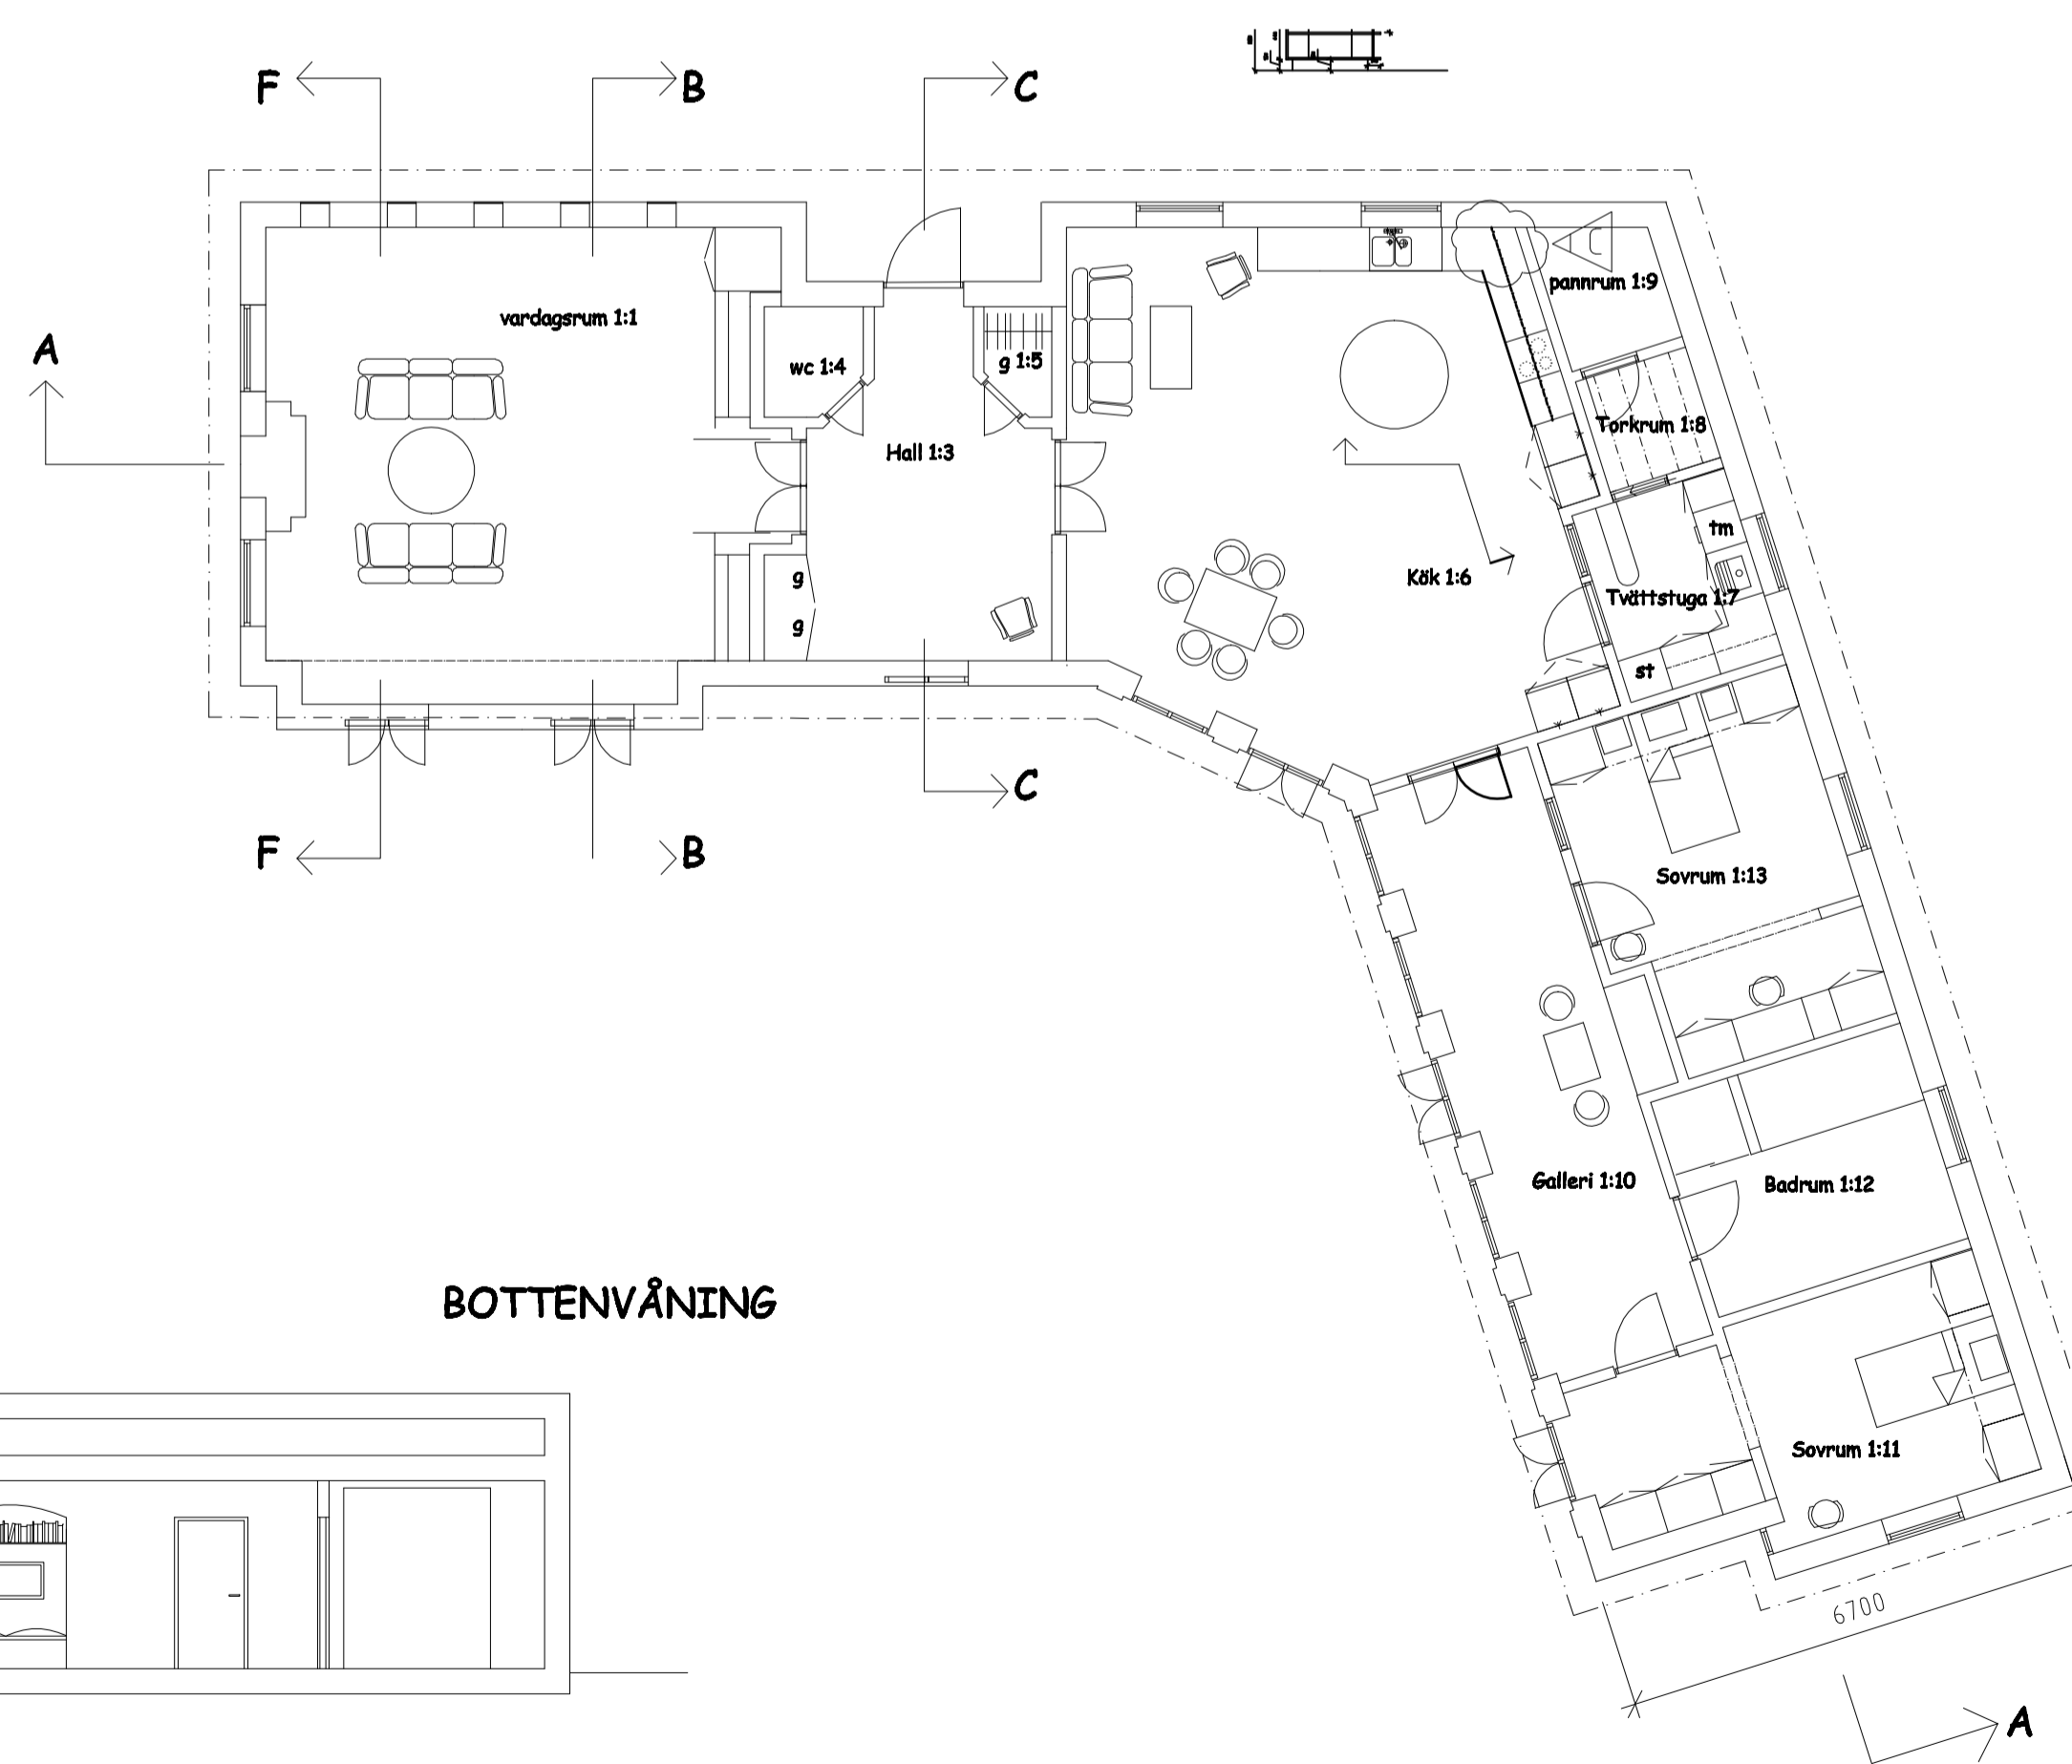 F
B
C
A
vardagsrum 1:1
wc 1:4
g 1:5
Hall 1:3
g
g
pannrum 1:9
Torkrum 1:8
tm
Kök 1:6
Tvättstuga 1:7
st
C
F
B
Sovrum 1:13
Galleri 1:10
Badrum 1:12
BOTTENVÅNING
Sovrum 1:11
6700
A